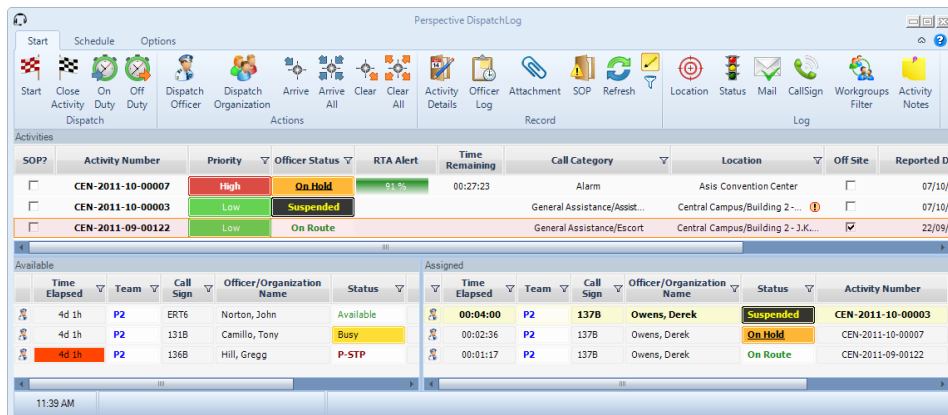 Perspective DispatchLog
Start Schedule Options
Start Close Activity On Duty Off Duty Dispatch Officer Dispatch Organization Arrive Arrive All Clear Clear All Activity Details Officer Log Attachment SOP Refresh Location Status Mail CallSign Workgroups Filter Activity Notes
Dispatch Actions Record Log
Activities
SOP? Activity Number Priority Officer Status RTA Alert Time Remaining Call Category Location Off Site Reported D
CEN-2011-10-00007 High On Hold 91 % 00:27:23 Alarm Asis Convention Center 07/10/
CEN-2011-10-00003 Low Suspended General Assistance/Assist... Central Campus/Building 2 -... 07/10/
CEN-2011-09-00122 Low On Route General Assistance/Escort Central Campus/Building 2 - J.K.... 22/09/
Available
Time Elapsed Team Call Sign Officer/Organization Name Status
4d 1h P2 ERT6 Norton, John Available
4d 1h P2 131B Camillo, Tony Busy
4d 1h P2 136B Hill, Gregg P-STP
Assigned
Time Elapsed Team Call Sign Officer/Organization Name Status Activity Number
00:04:00 P2 137B Owens, Derek Suspended CEN-2011-10-00003
00:02:36 P2 137B Owens, Derek On Hold CEN-2011-10-00007
00:01:17 P2 137B Owens, Derek On Route CEN-2011-09-00122
11:39 AM